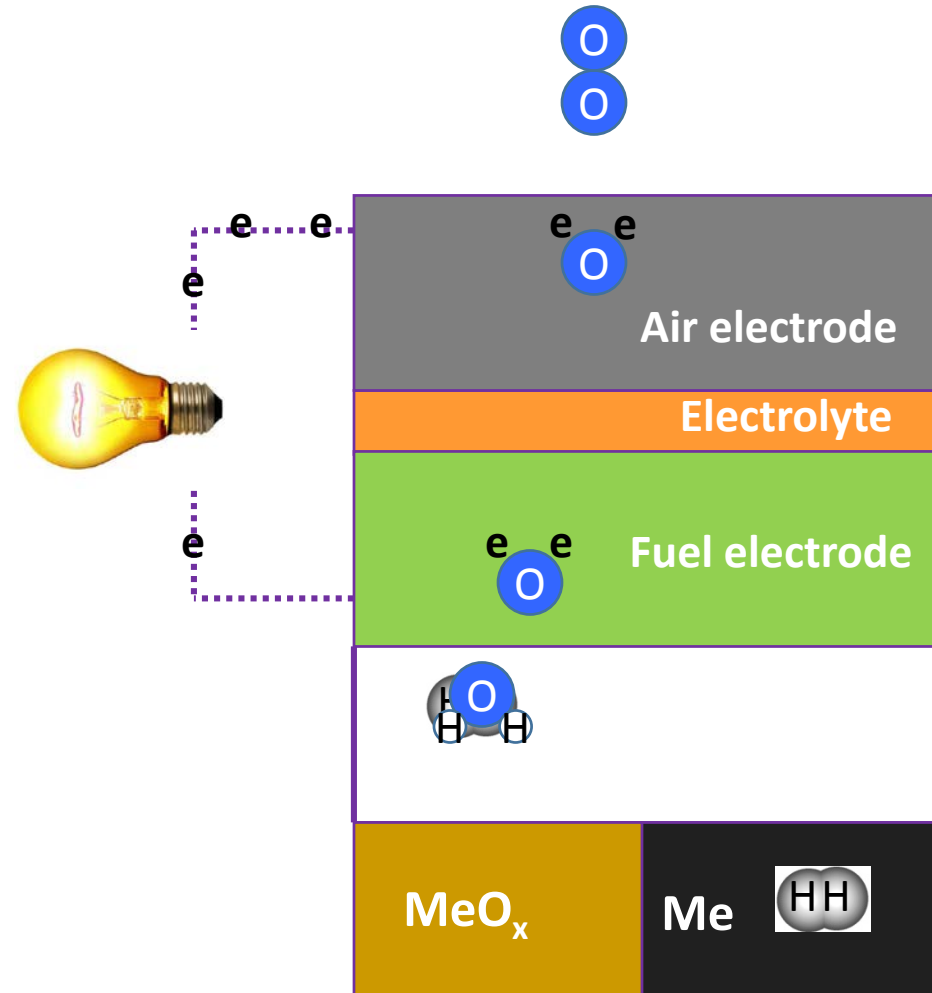 O
O
e e e e
O
e
Air electrode
Electrolyte
e e e
Fuel electrode
O
H O
H H
MeOₓ
Me HH